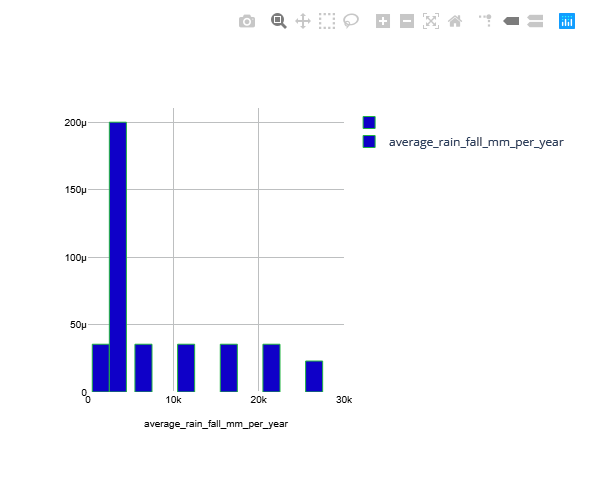 average_rain_fall_mm_per_year
200μ
150μ
100μ
50μ
0
0 10k 20k 30k
average_rain_fall_mm_per_year